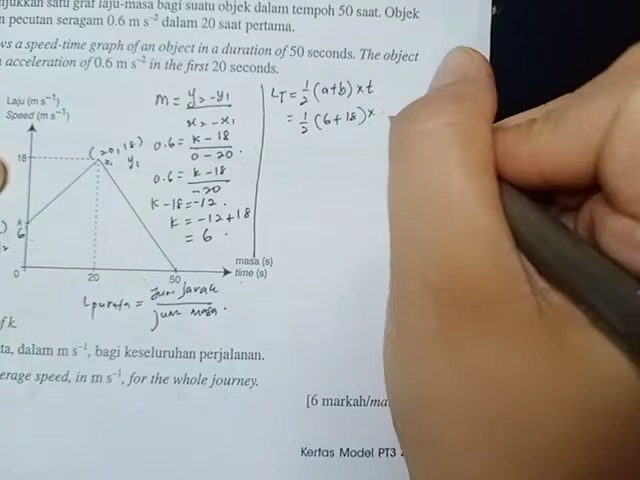 njukkan satu graf laju-masa bagi suatu objek dalam tempoh 50 saat. Objek
n pecutan seragam 0.6 m s⁻² dalam 20 saat pertama.
ws a speed-time graph of an object in a duration of 50 seconds. The object
acceleration of 0.6 m s⁻² in the first 20 seconds.
Laju (m s⁻¹)
Speed (m s⁻¹)
18
(20, 18)
x₁ y₁
k
6
0
20
50
masa (s)
time (s)
m = y₂-y₁
x₂-x₁
0.6 = k-18
0-20
0.6 = k-18
-20
k-18=-12.
k = -12+18
= 6.
LT = ½ (a+b) × t
= ½ (6+18) ×
Lpurata = Jum Jarak
Jum masa.
of k.
ta, dalam m s⁻¹, bagi keseluruhan perjalanan.
erage speed, in m s⁻¹, for the whole journey.
[6 markah/ma
Kertas Model PT3